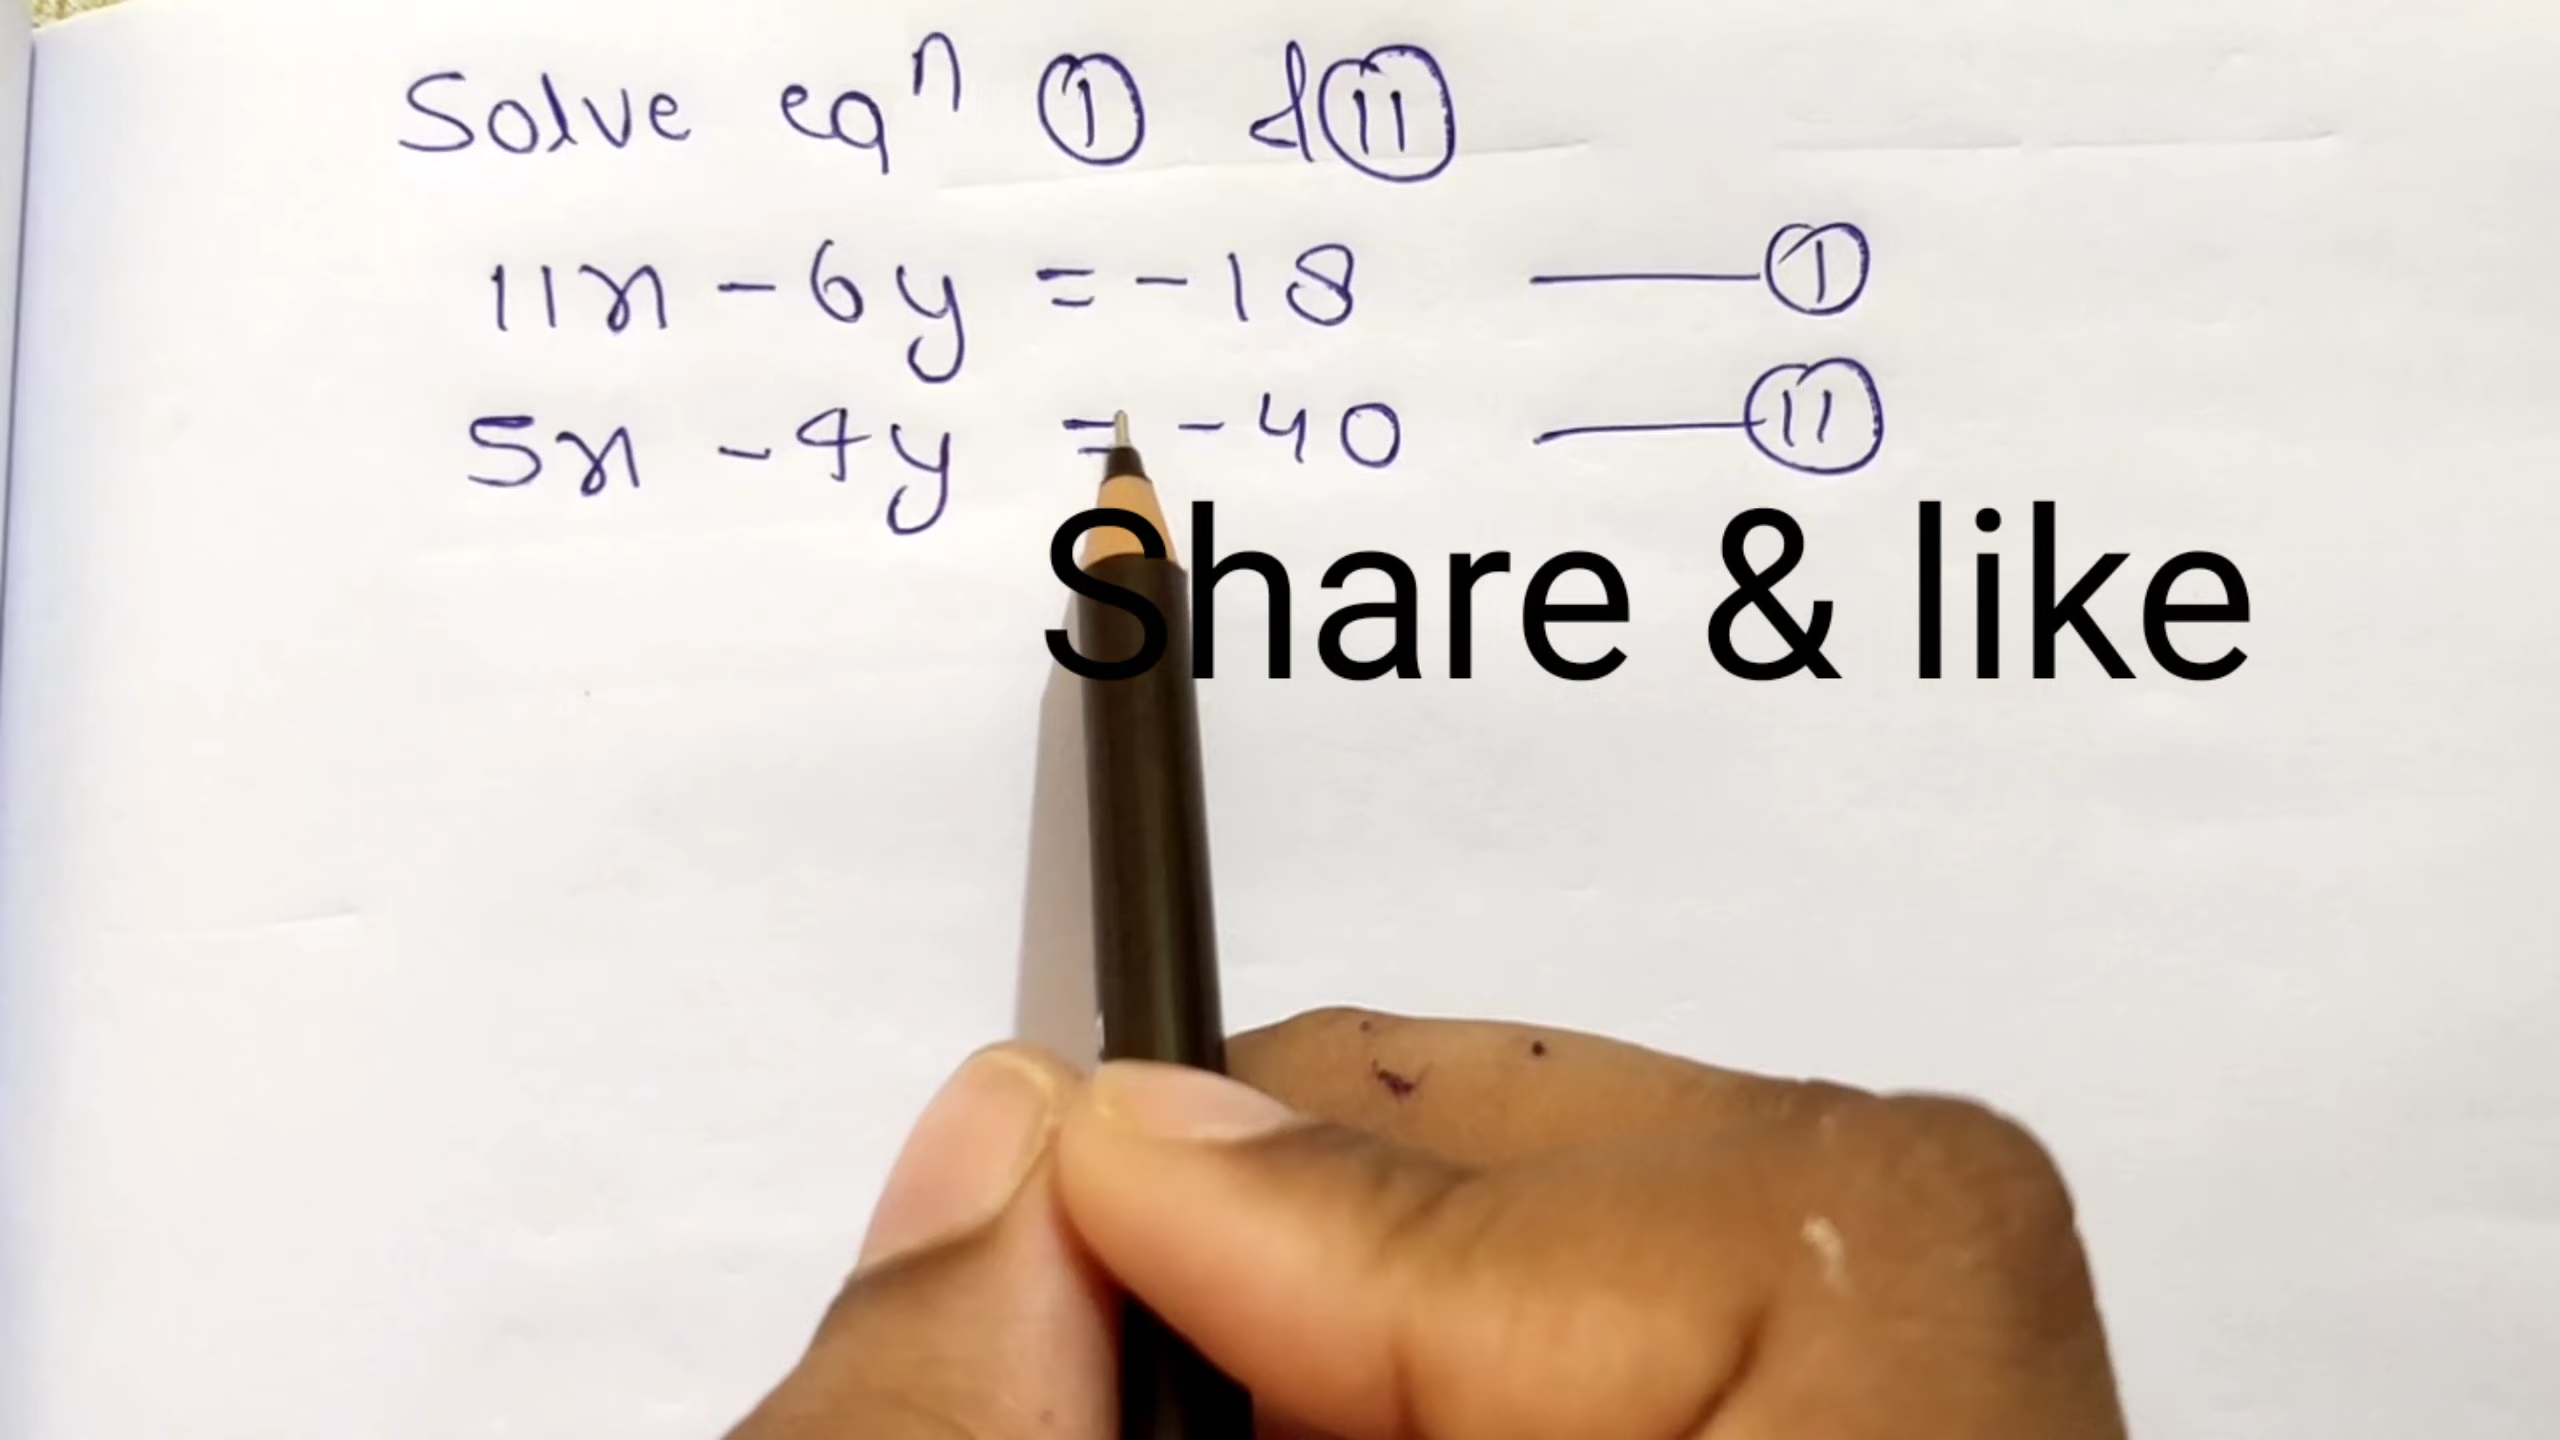 Solve eqⁿ ① & ⑪
11x - 6y = -18 —— ①
5x - 4y = -40 —— ⑪
Share & like